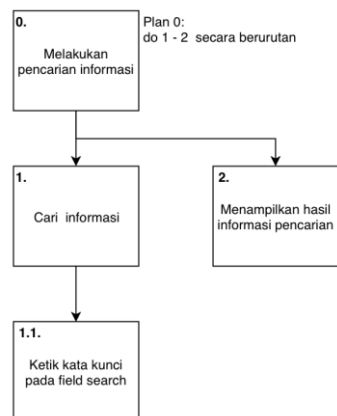 0.
Melakukan
pencarian informasi
Plan 0:
do 1 - 2  secara berurutan
1.
Cari  informasi
2.
Menampilkan hasil
informasi pencarian
1.1.
Ketik kata kunci
pada field search